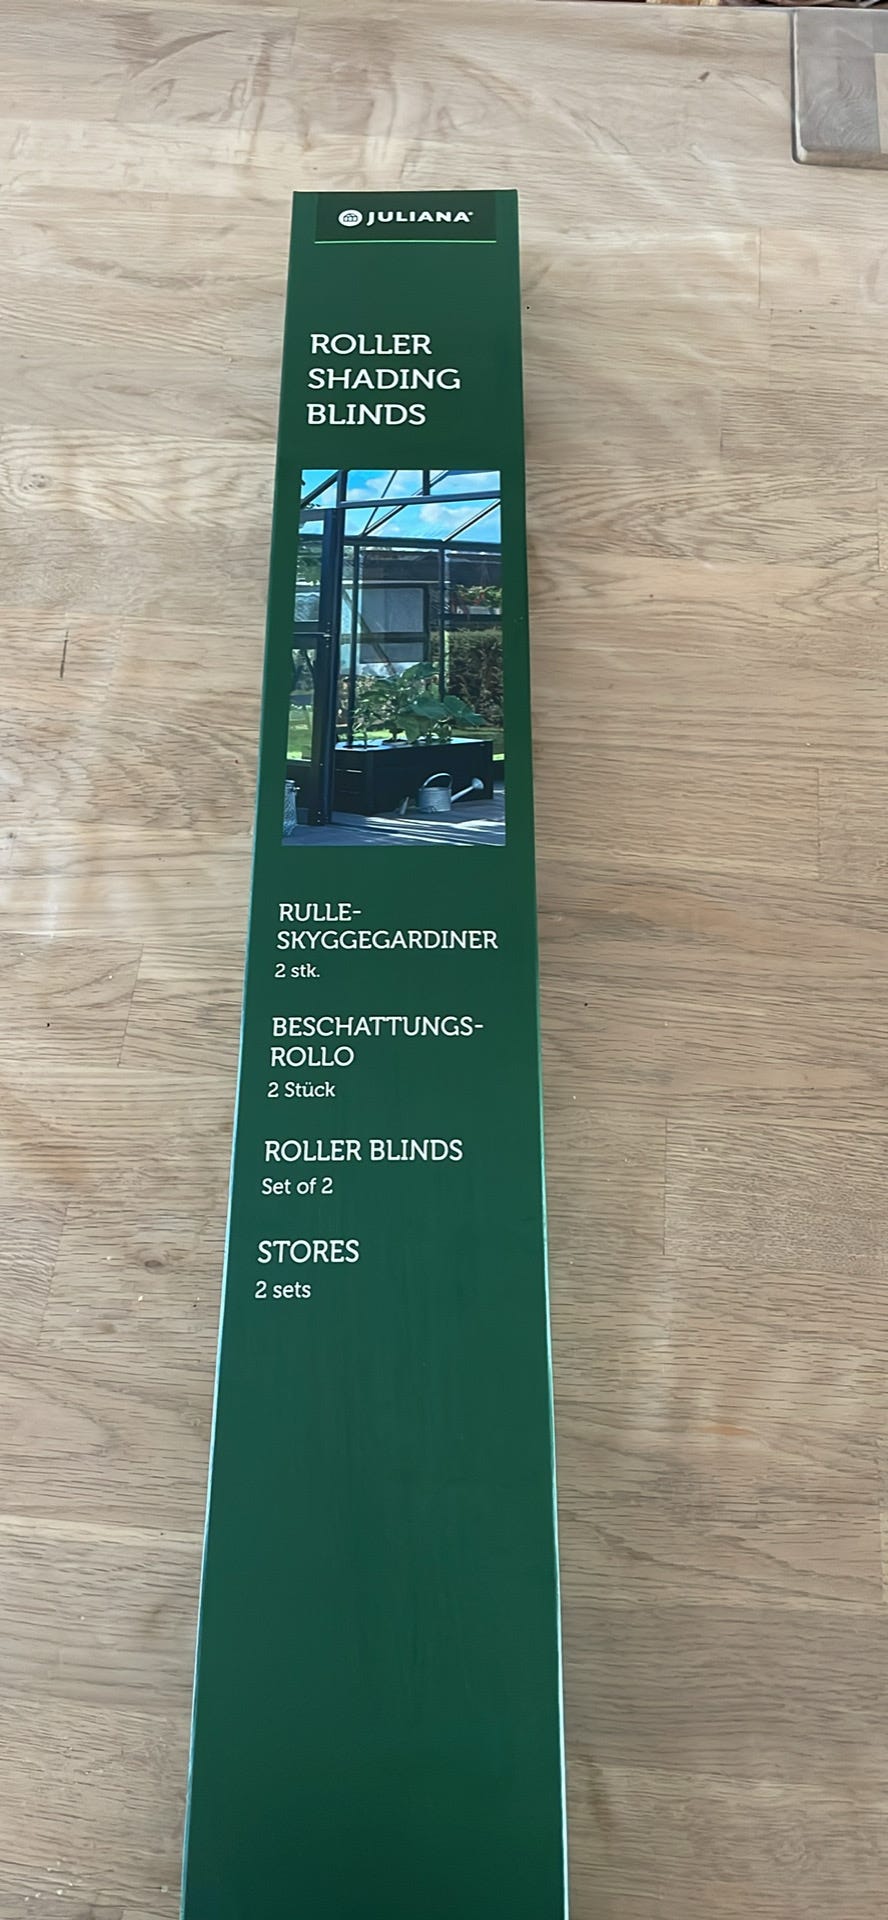 JULIANA®
ROLLER
SHADING
BLINDS
RULLE-
SKYGGEGARDINER
2 stk.
BESCHATTUNGS-
ROLLO
2 Stück
ROLLER BLINDS
Set of 2
STORES
2 sets